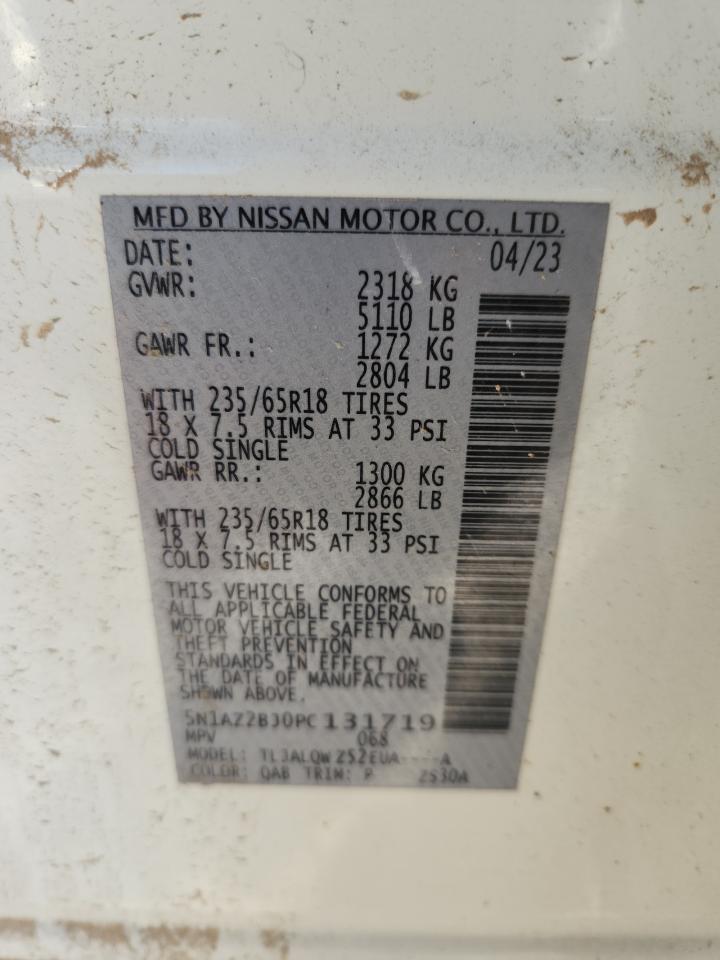 MFD BY NISSAN MOTOR CO., LTD.
DATE: 04/23
GVWR: 2318 KG
5110 LB
GAWR FR.: 1272 KG
2804 LB
WITH 235/65R18 TIRES
18 X 7.5 RIMS AT 33 PSI
COLD SINGLE
GAWR RR.: 1300 KG
2866 LB
WITH 235/65R18 TIRES
18 X 7.5 RIMS AT 33 PSI
COLD SINGLE
THIS VEHICLE CONFORMS TO
ALL APPLICABLE FEDERAL
MOTOR VEHICLE SAFETY AND
THEFT PREVENTION
STANDARDS IN EFFECT ON
THE DATE OF MANUFACTURE
SHOWN ABOVE.
5N1AZ2BJ0PC131719
MPV 068
MODEL: TL3ALQWZS2EUA----A
COLOR: QAB TRIM: P ZS30A